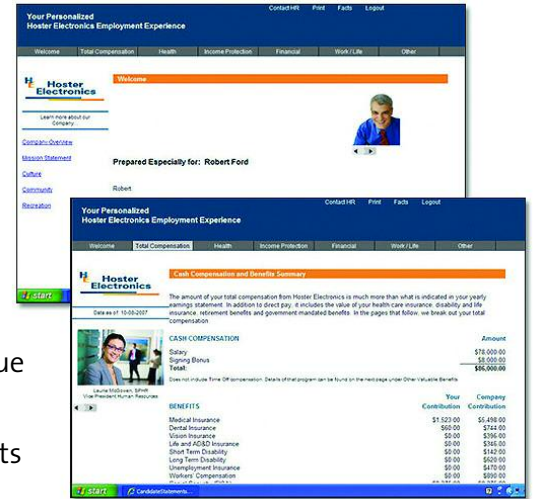 Contact HR Print Facts Logout
Your Personalized
Hoster Electronics Employment Experience
Welcome Total Compensation Health Income Protection Financial Work / Life Other
Hoster
Electronics
Welcome
Learn more about our
Company...
Company Overview
Mission Statement
Culture
Community
Recreation
Prepared Especially for: Robert Ford
Robert
start
Contact HR Print Facts Logout
Your Personalized
Hoster Electronics Employment Experience
Welcome Total Compensation Health Income Protection Financial Work / Life Other
Hoster
Electronics
Cash Compensation and Benefits Summary
Data as of: 10-08-2007
The amount of your total compensation from Hoster Electronics is much more than what is indicated in your yearly
earnings statement. In addition to direct pay, it includes the value of your health care insurance, disability and life
insurance, retirement benefits and government mandated benefits. In the pages that follow, we break out your total
compensation
CASH COMPENSATION Amount
Salary $78,000.00
Signing Bonus $8,000.00
Total: $86,000.00
Does not include Time Off compensation. Details of that program can be found on the next page under Other Valuable Benefits
Laurie McGowen, SPHR
Vice President Human Resources
Your Company
BENEFITS Contribution Contribution
Medical Insurance $1,523.00 $5,498.00
Dental Insurance $60.00 $744.00
Vision Insurance $0.00 $396.00
Life and AD&D Insurance $0.00 $346.00
Short Term Disability $0.00 $142.00
Long Term Disability $0.00 $620.00
Unemployment Insurance $0.00 $470.00
Workers' Compensation $0.00 $890.00
start CandidateStatements...
ue
ts